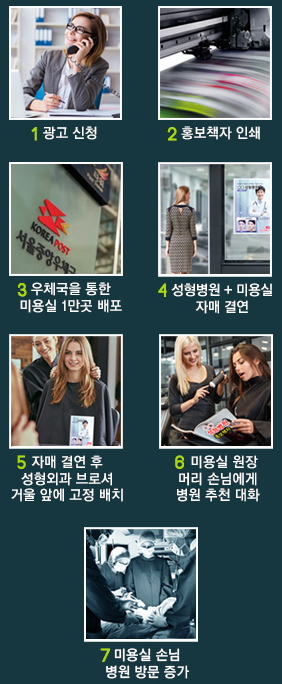 1 광고 신청
2 홍보책자 인쇄
KOREA POST
서울중앙우체국
3 우체국을 통한
미용실 1만곳 배포
4 성형병원 + 미용실
자매 결연
5 자매 결연 후
성형외과 브로셔
거울 앞에 고정 배치
6 미용실 원장
머리 손님에게
병원 추천 대화
7 미용실 손님
병원 방문 증가